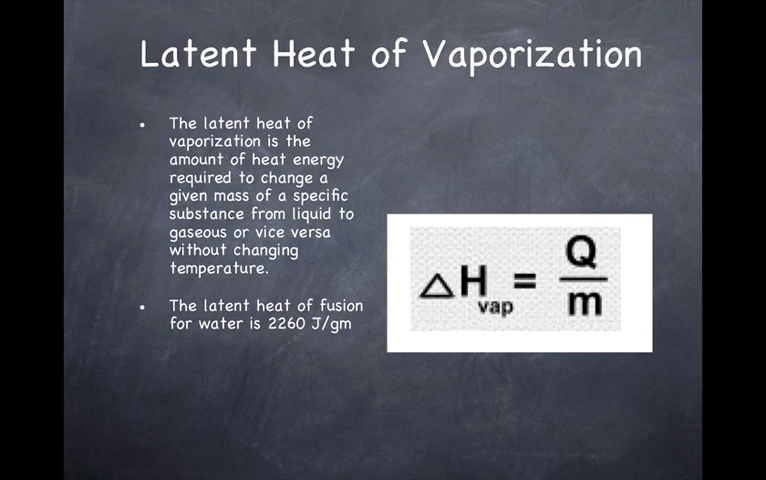 Latent Heat of Vaporization
• The latent heat of
vaporization is the
amount of heat energy
required to change a
given mass of a specific
substance from liquid to
gaseous or vice versa
without changing
temperature.
• The latent heat of fusion
for water is 2260 J/gm
△H vap = Q / m